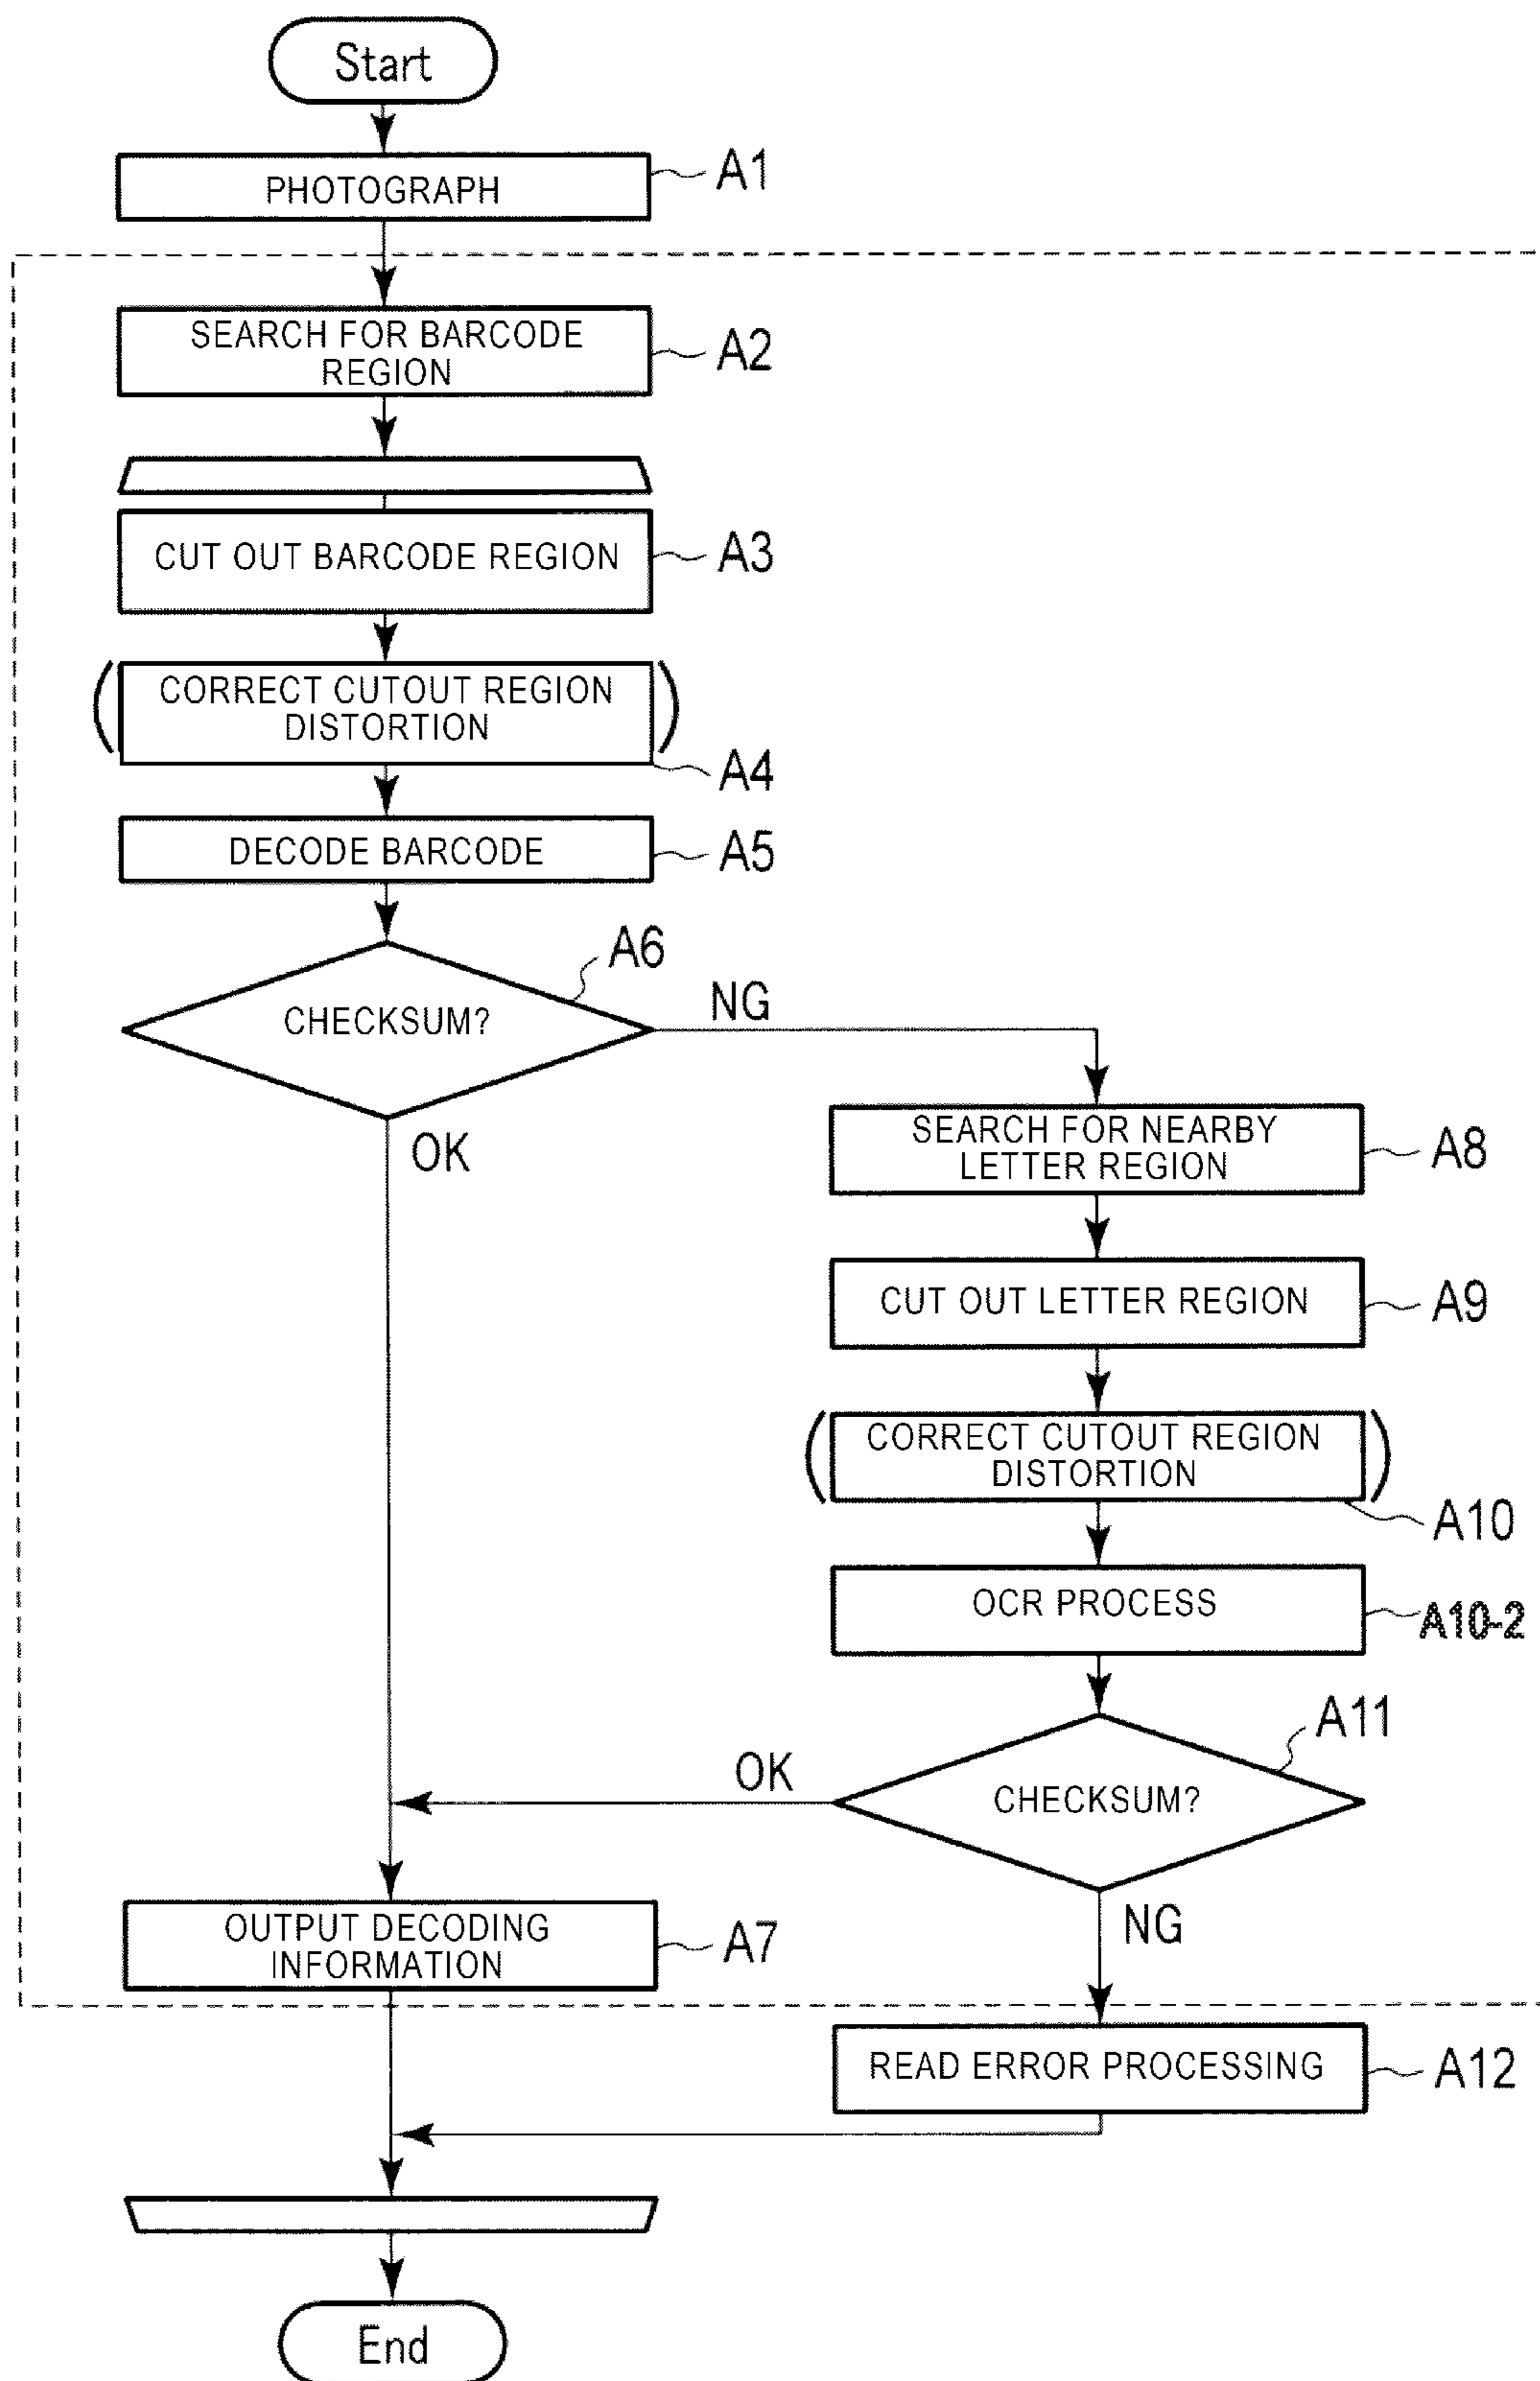 Start
PHOTOGRAPH
A1
SEARCH FOR BARCODE
REGION
A2
CUT OUT BARCODE REGION
A3
CORRECT CUTOUT REGION
DISTORTION
A4
DECODE BARCODE
A5
CHECKSUM?
A6
NG
OK
SEARCH FOR NEARBY
LETTER REGION
A8
CUT OUT LETTER REGION
A9
CORRECT CUTOUT REGION
DISTORTION
A10
OCR PROCESS
A10-2
CHECKSUM?
A11
OK
NG
OUTPUT DECODING
INFORMATION
A7
READ ERROR PROCESSING
A12
End